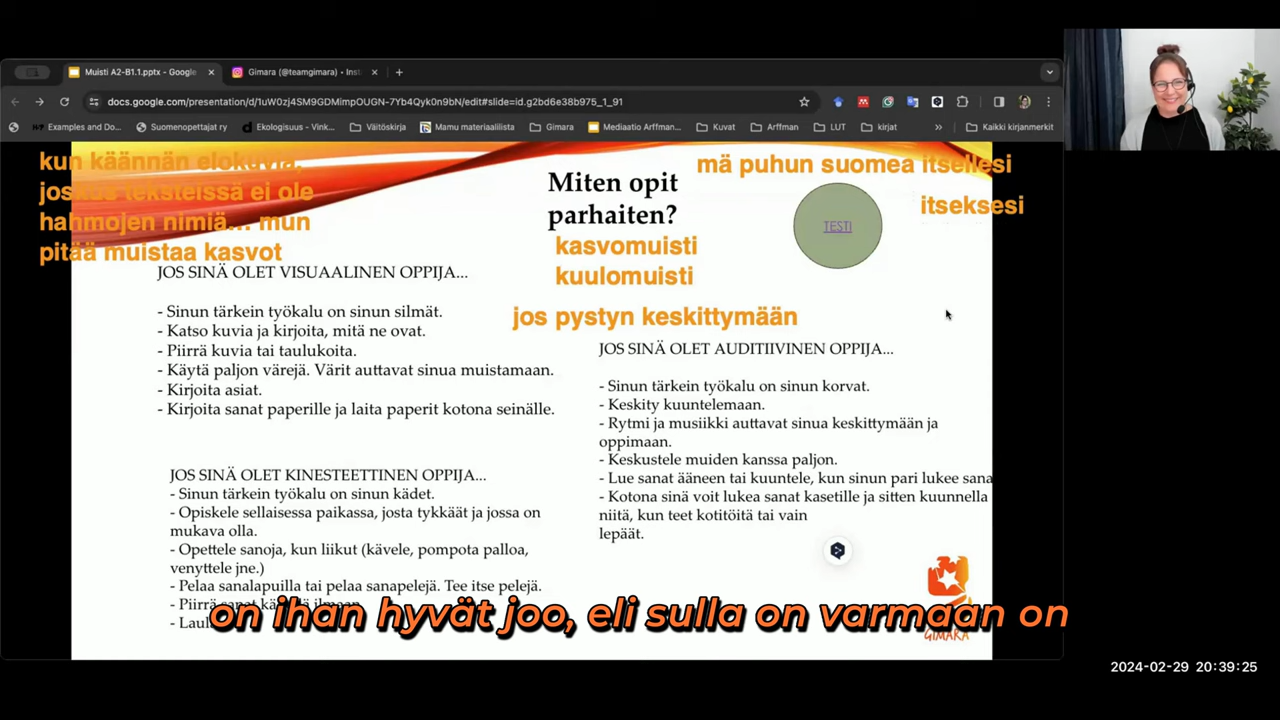 Muisti A2-B1.1.pptx - Google
Gimara (@teamgimara) • Inst
docs.google.com/presentation/d/1uW0zj4SM9GDMimpOUGN-7Yb4Qyk0n9bN/edit#slide=id.g2bd6e38b975_1_91
Examples and Do...
Suomenopettajat ry
Ekologisuus - Vink...
Väitöskirja
Mamu materiaalilista
Gimara
Mediaatio Arffman...
Kuvat
Arffman
LUT
kirjat
Kaikki kirjanmerkit
kun käännän elokuvia,
joskus teksteissä ei ole
hahmojen nimiä... mun
pitää muistaa kasvot
Miten opit
parhaiten?
mä puhun suomea itsellesi
itseksesi
TESTI
kasvomuisti
kuulomuisti
jos pystyn keskittymään
JOS SINÄ OLET VISUAALINEN OPPIJA...
- Sinun tärkein työkalu on sinun silmät.
- Katso kuvia ja kirjoita, mitä ne ovat.
- Piirrä kuvia tai taulukoita.
- Käytä paljon värejä. Värit auttavat sinua muistamaan.
- Kirjoita asiat.
- Kirjoita sanat paperille ja laita paperit kotona seinälle.
JOS SINÄ OLET AUDITIIVINEN OPPIJA...
- Sinun tärkein työkalu on sinun korvat.
- Keskity kuuntelemaan.
- Rytmi ja musiikki auttavat sinua keskittymään ja
oppimaan.
- Keskustele muiden kanssa paljon.
- Lue sanat ääneen tai kuuntele, kun sinun pari lukee sana
- Kotona sinä voit lukea sanat kasetille ja sitten kuunnella
niitä, kun teet kotitöitä tai vain
lepäät.
JOS SINÄ OLET KINESTEETTINEN OPPIJA...
- Sinun tärkein työkalu on sinun kädet.
- Opiskele sellaisessa paikassa, josta tykkäät ja jossa on
mukava olla.
- Opettele sanoja, kun liikut (kävele, pompota palloa,
venyttele jne.)
- Pelaa sanalapuilla tai pelaa sanapelejä. Tee itse pelejä.
- Piirrä sanat
- Laul
on ihan hyvät joo, eli sulla on varmaan on
GIMARA
2024-02-29 20:39:25